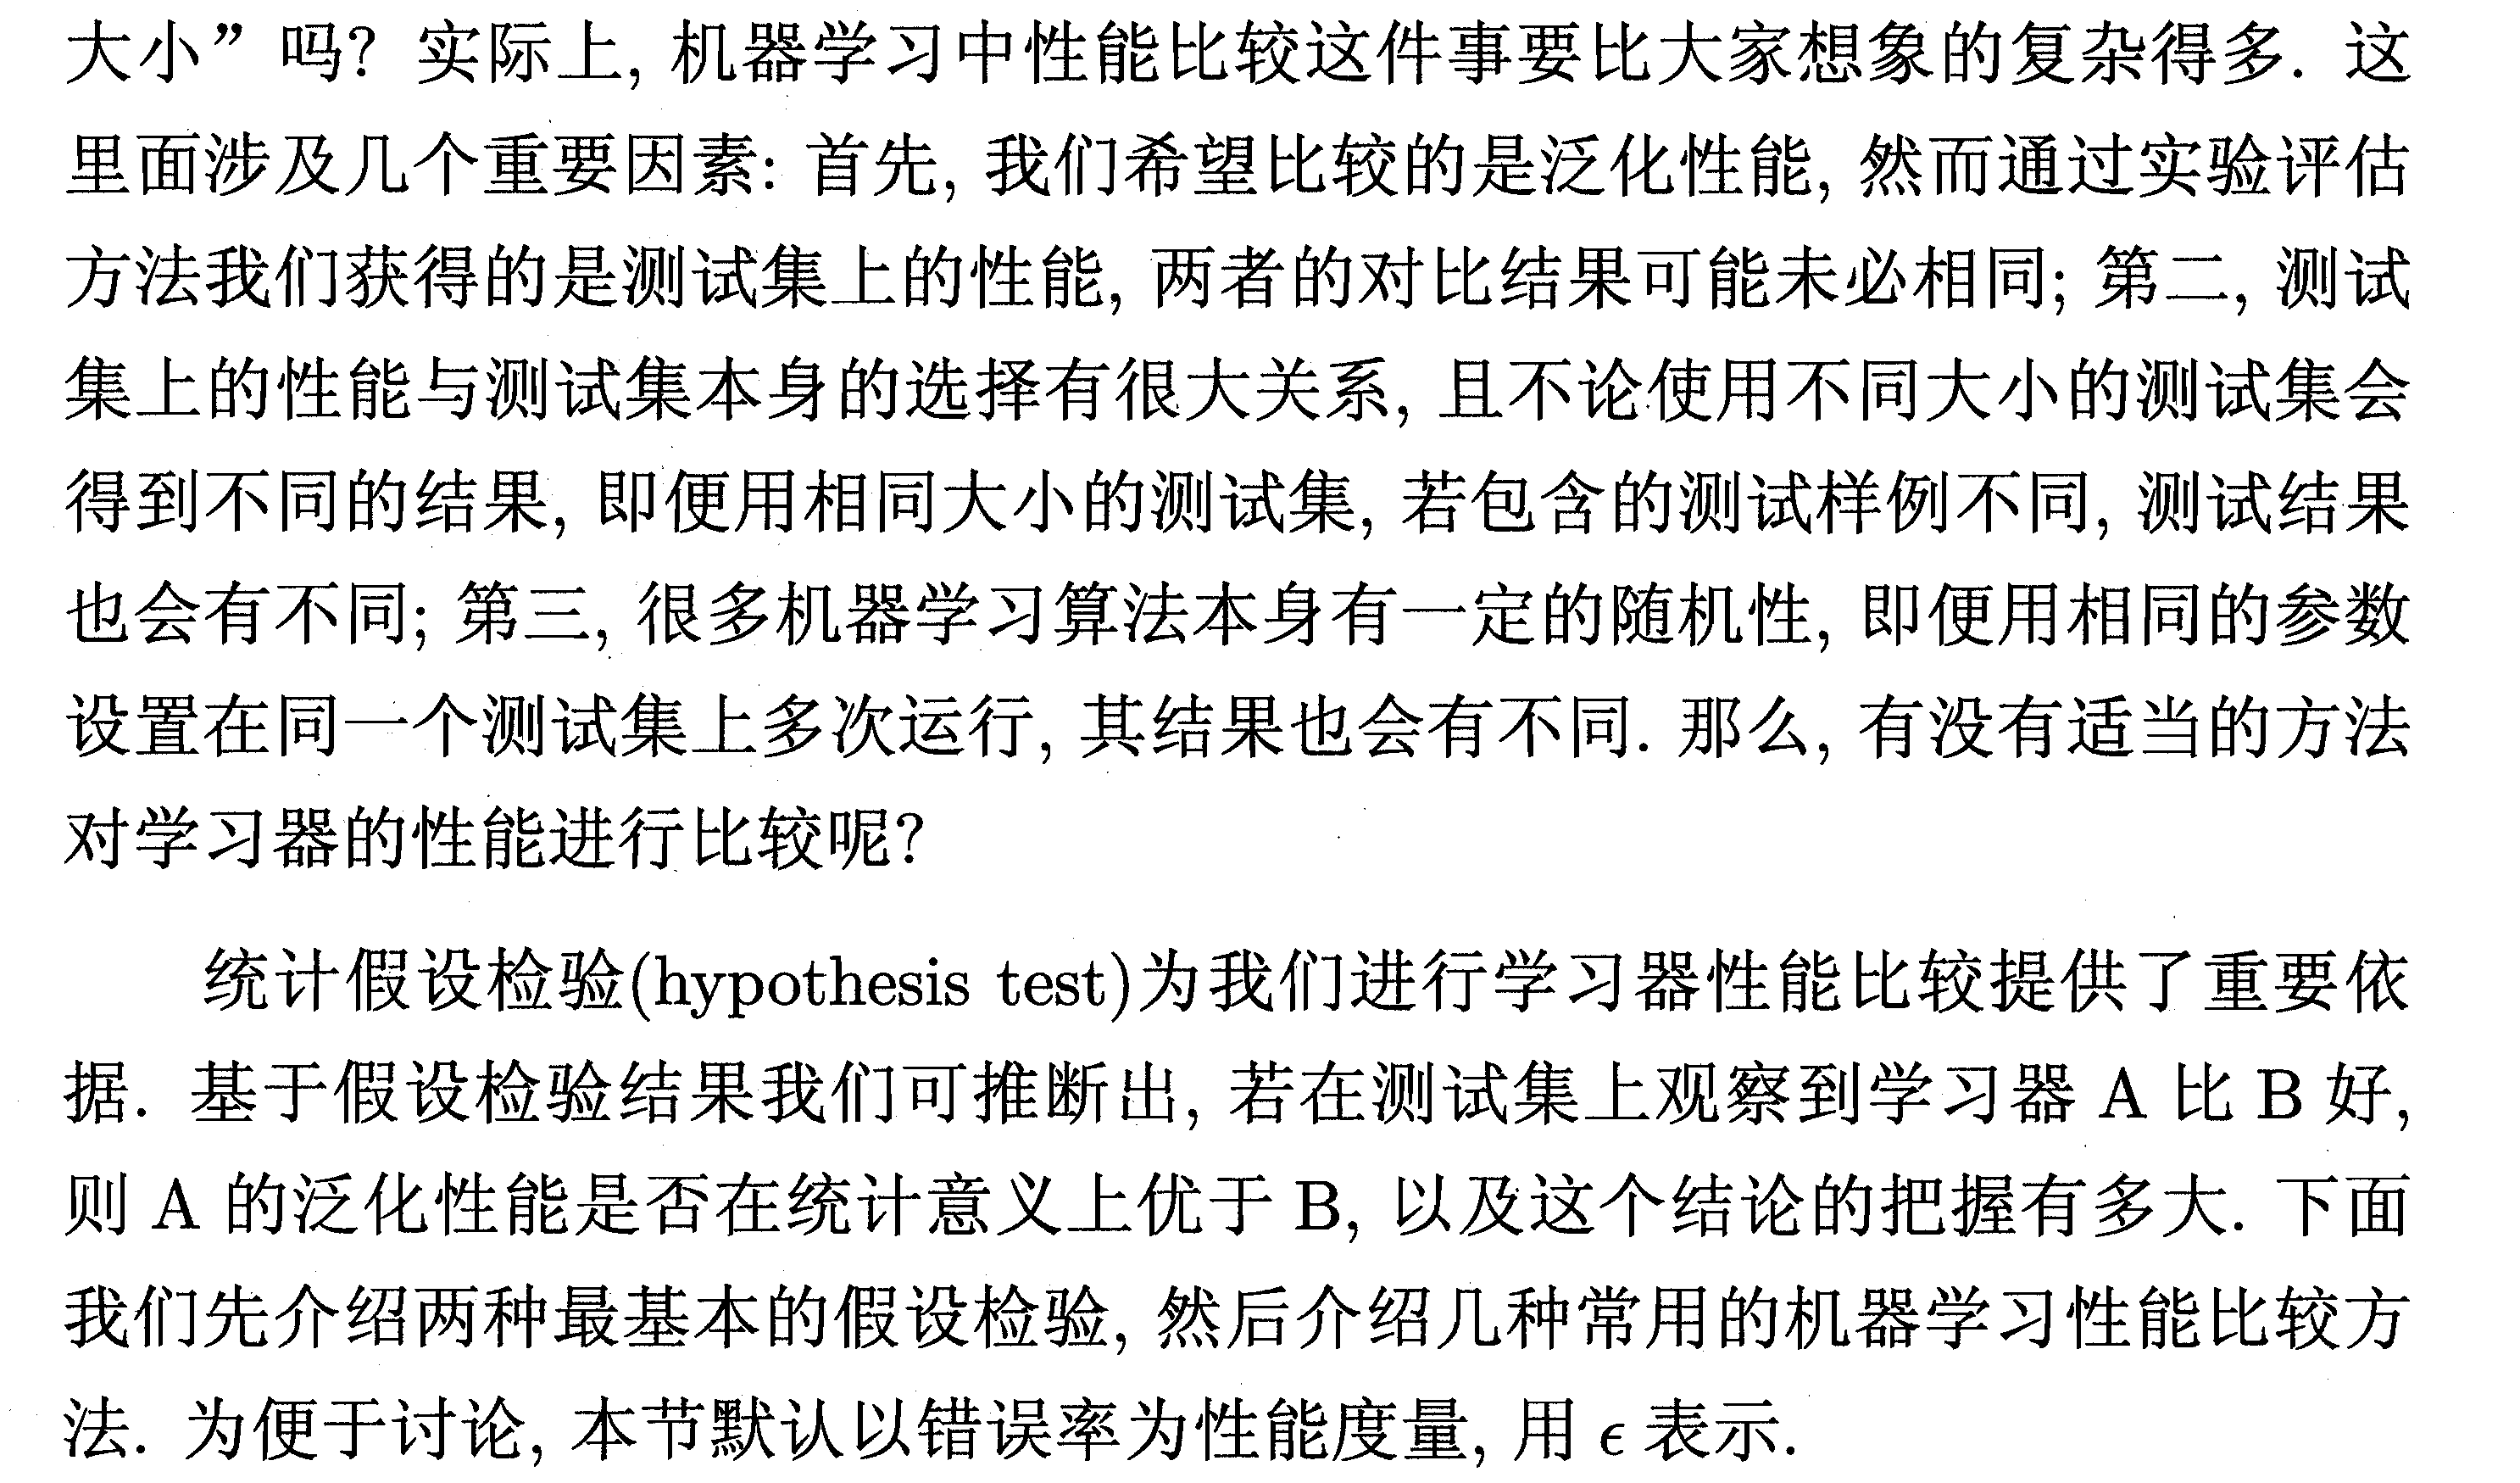 大小” 吗? 实际上, 机器学习中性能比较这件事要比大家想象的复杂得多. 这
里面涉及几个重要因素: 首先, 我们希望比较的是泛化性能, 然而通过实验评估
方法我们获得的是测试集上的性能, 两者的对比结果可能未必相同; 第二, 测试
集上的性能与测试集本身的选择有很大关系, 且不论使用不同大小的测试集会
得到不同的结果, 即便用相同大小的测试集, 若包含的测试样例不同, 测试结果
也会有不同; 第三, 很多机器学习算法本身有一定的随机性, 即便用相同的参数
设置在同一个测试集上多次运行, 其结果也会有不同. 那么, 有没有适当的方法
对学习器的性能进行比较呢?
统计假设检验(hypothesis test)为我们进行学习器性能比较提供了重要依
据. 基于假设检验结果我们可推断出, 若在测试集上观察到学习器 A 比 B 好,
则 A 的泛化性能是否在统计意义上优于 B, 以及这个结论的把握有多大. 下面
我们先介绍两种最基本的假设检验, 然后介绍几种常用的机器学习性能比较方
法. 为便于讨论, 本节默认以错误率为性能度量, 用 ϵ 表示.